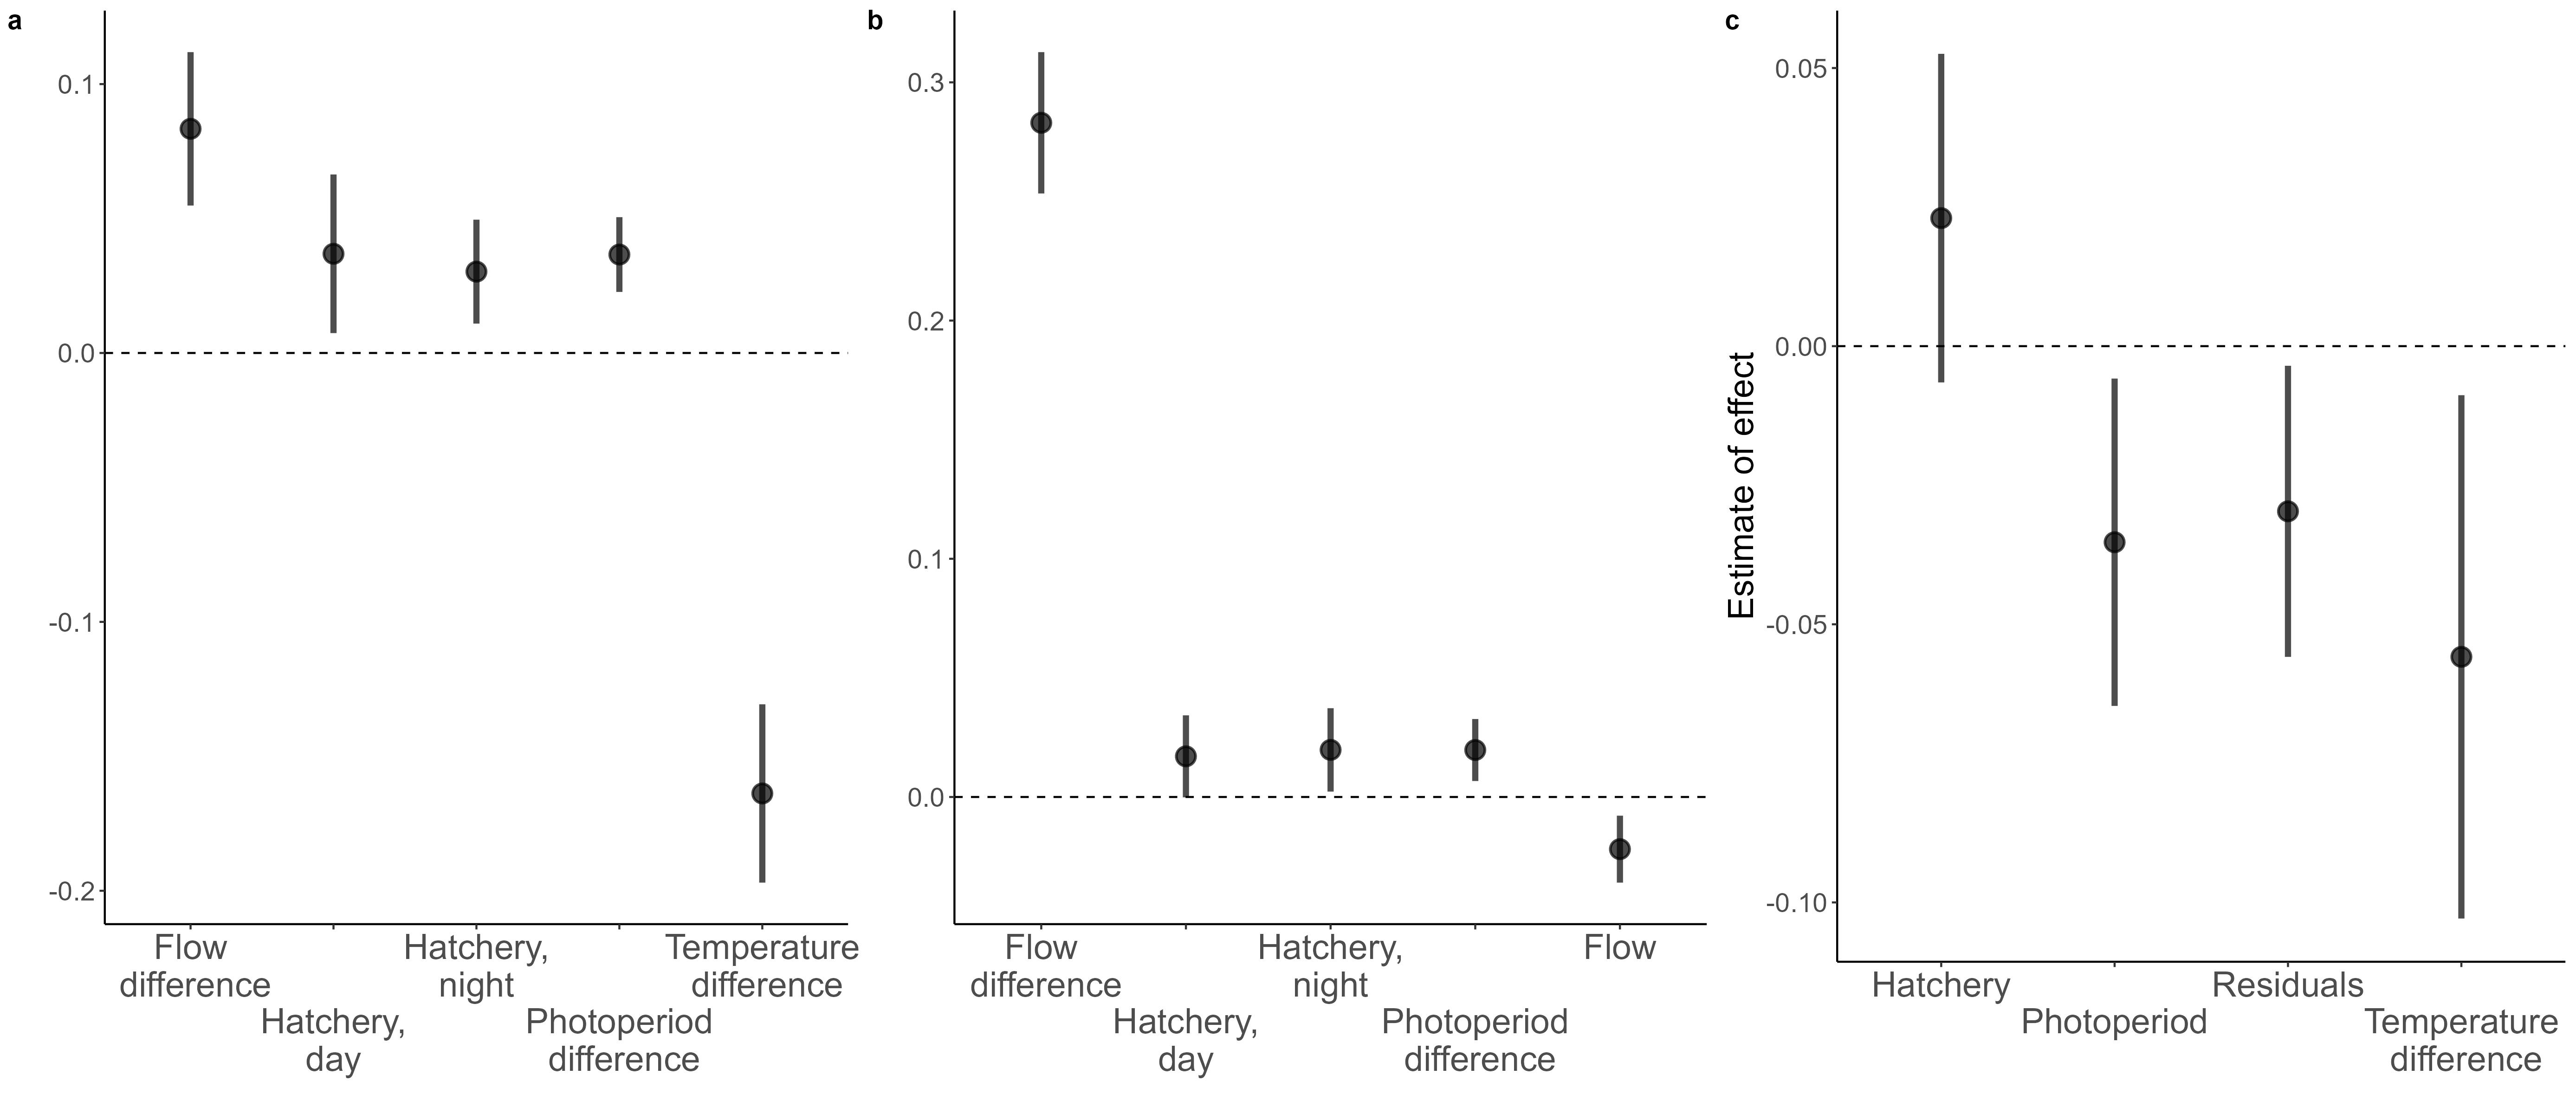 a
0.1
0.0
-0.1
-0.2
Flow
difference
Hatchery,
day
Hatchery,
night
Photoperiod
difference
Temperature
difference
b
0.3
0.2
0.1
0.0
Flow
difference
Hatchery,
day
Hatchery,
night
Photoperiod
difference
Flow
c
Estimate of effect
0.05
0.00
-0.05
-0.10
Hatchery
Photoperiod
Residuals
Temperature
difference